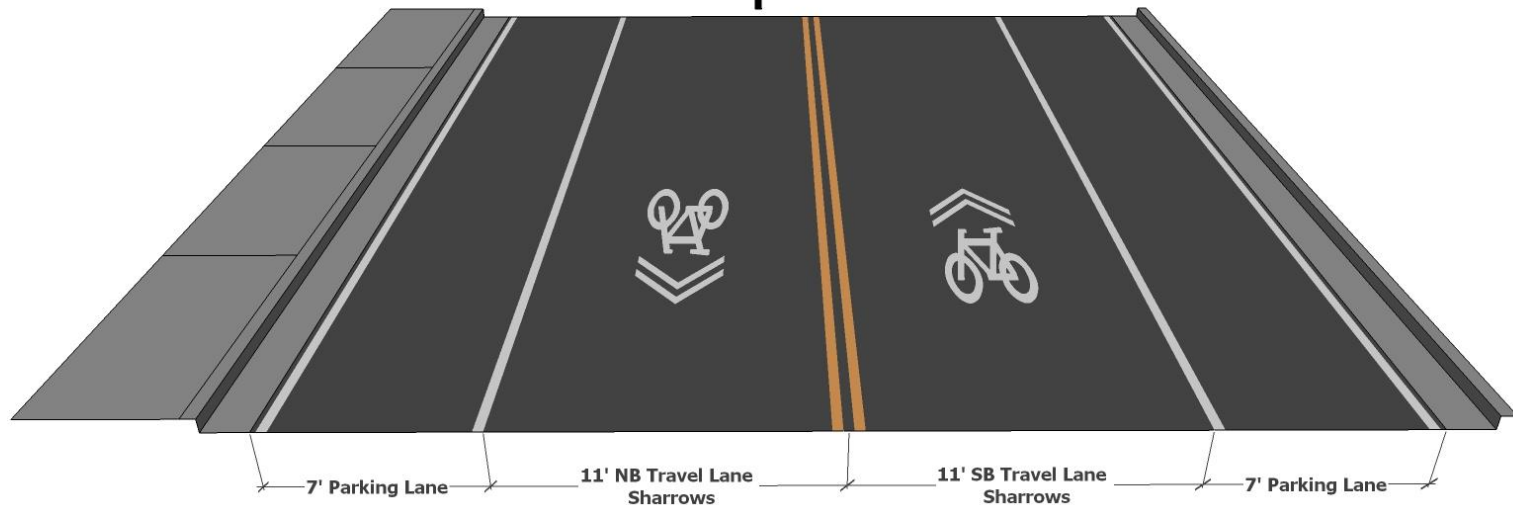 7' Parking Lane
11' NB Travel Lane
Sharrows
11' SB Travel Lane
Sharrows
7' Parking Lane